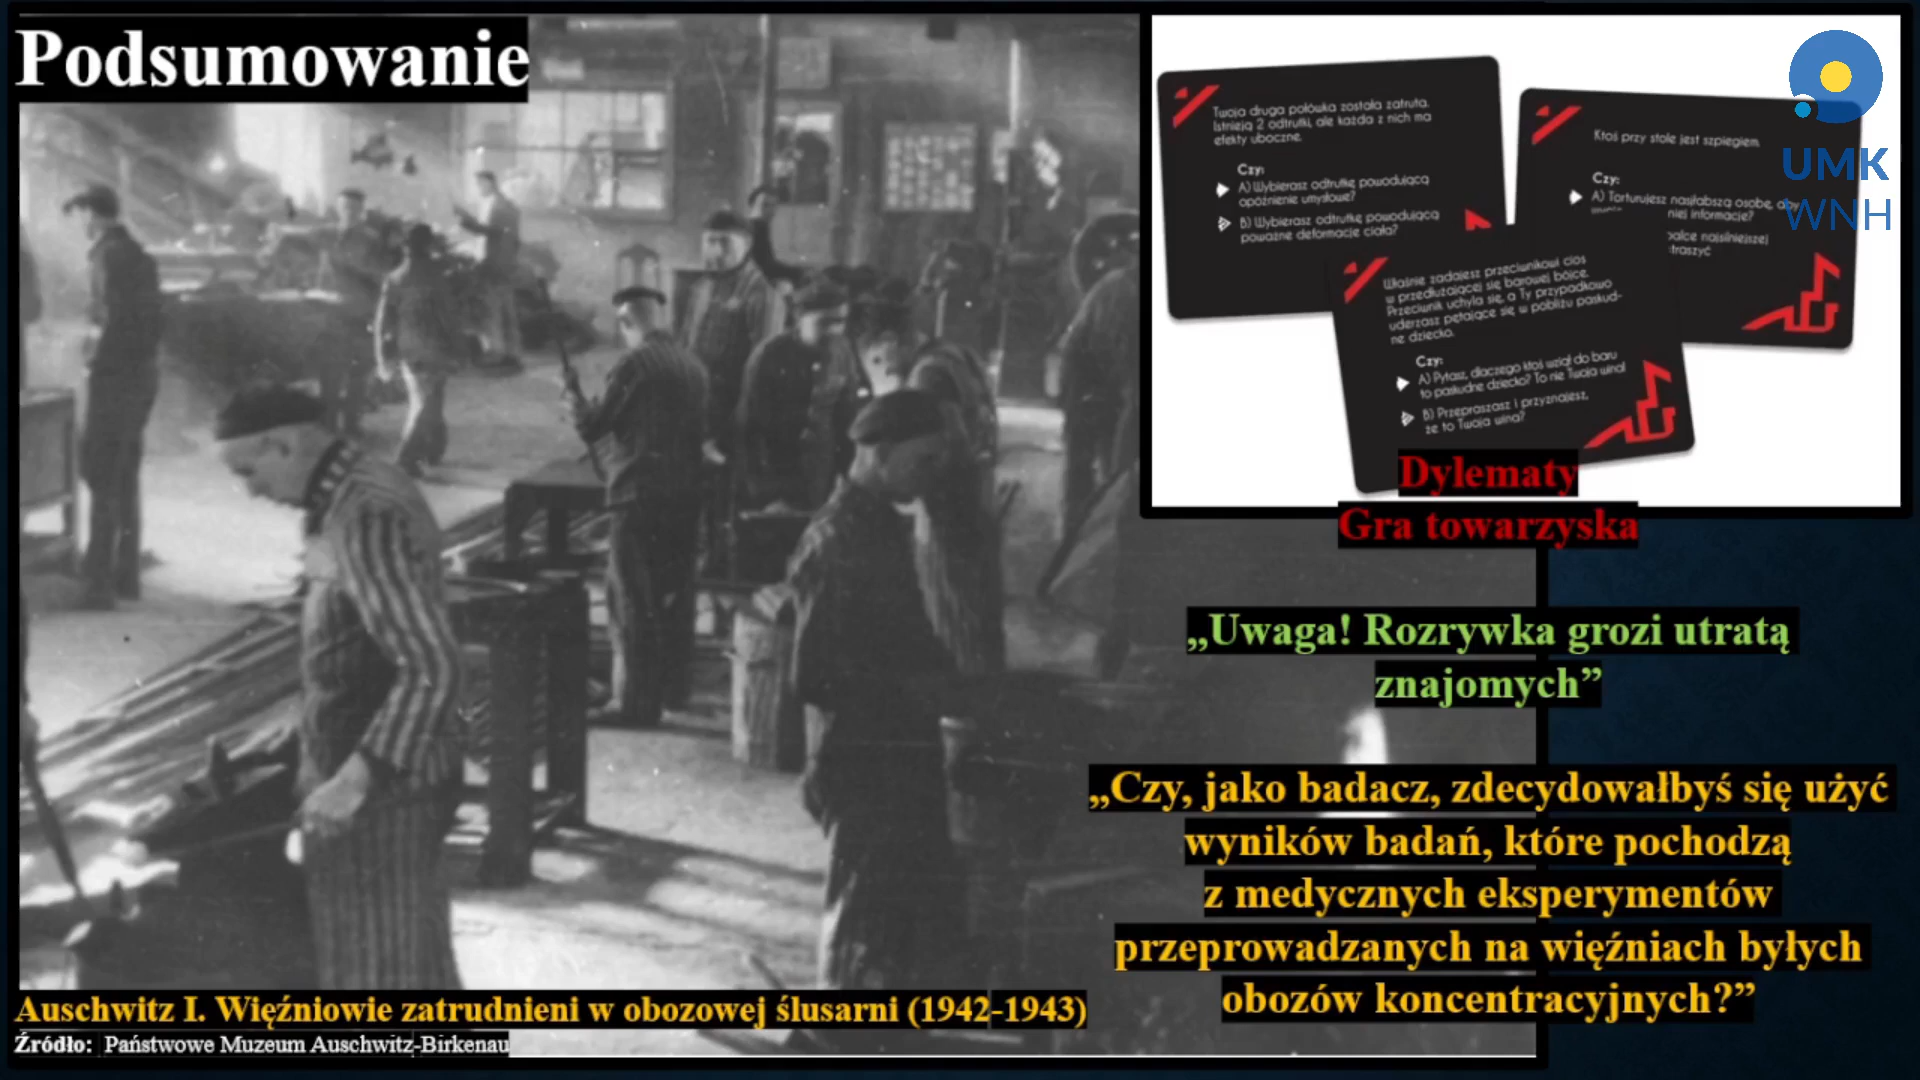 Podsumowanie
Twoja druga połówka została zatruta.
Istnieją 2 odtrutki, ale każda z nich ma
efekty uboczne.
Czy:
A) Wybierasz odtrutkę powodującą
opóźnienie umysłowe?
B) Wybierasz odtrutkę powodującą
poważne deformacje ciała?
Ktoś przy stole jest szpiegiem.
Czy:
A) Torturujesz najsłabszą osobę, aby
informacje?
palce najsilniejszej
Właśnie zadajesz przeciwnikowi cios
w przedłużającej się barowej bójce.
Przeciwnik uchyla się, a Ty przypadkowo
uderzasz pętające się w pobliżu paskud-
ne dziecko.
Czy:
A) Pytasz, dlaczego ktoś wziął do baru
to paskudne dziecko? To nie Twoja wina!
B) Przepraszasz i przyznajesz,
że to Twoja wina?
UMK
WNH
Dylematy
Gra towarzyska
„Uwaga! Rozrywka grozi utratą
znajomych”
„Czy, jako badacz, zdecydowałbyś się użyć
wyników badań, które pochodzą
z medycznych eksperymentów
przeprowadzanych na więźniach byłych
obozów koncentracyjnych?”
Auschwitz I. Więźniowie zatrudnieni w obozowej ślusarni (1942-1943)
Źródło: Państwowe Muzeum Auschwitz-Birkenau